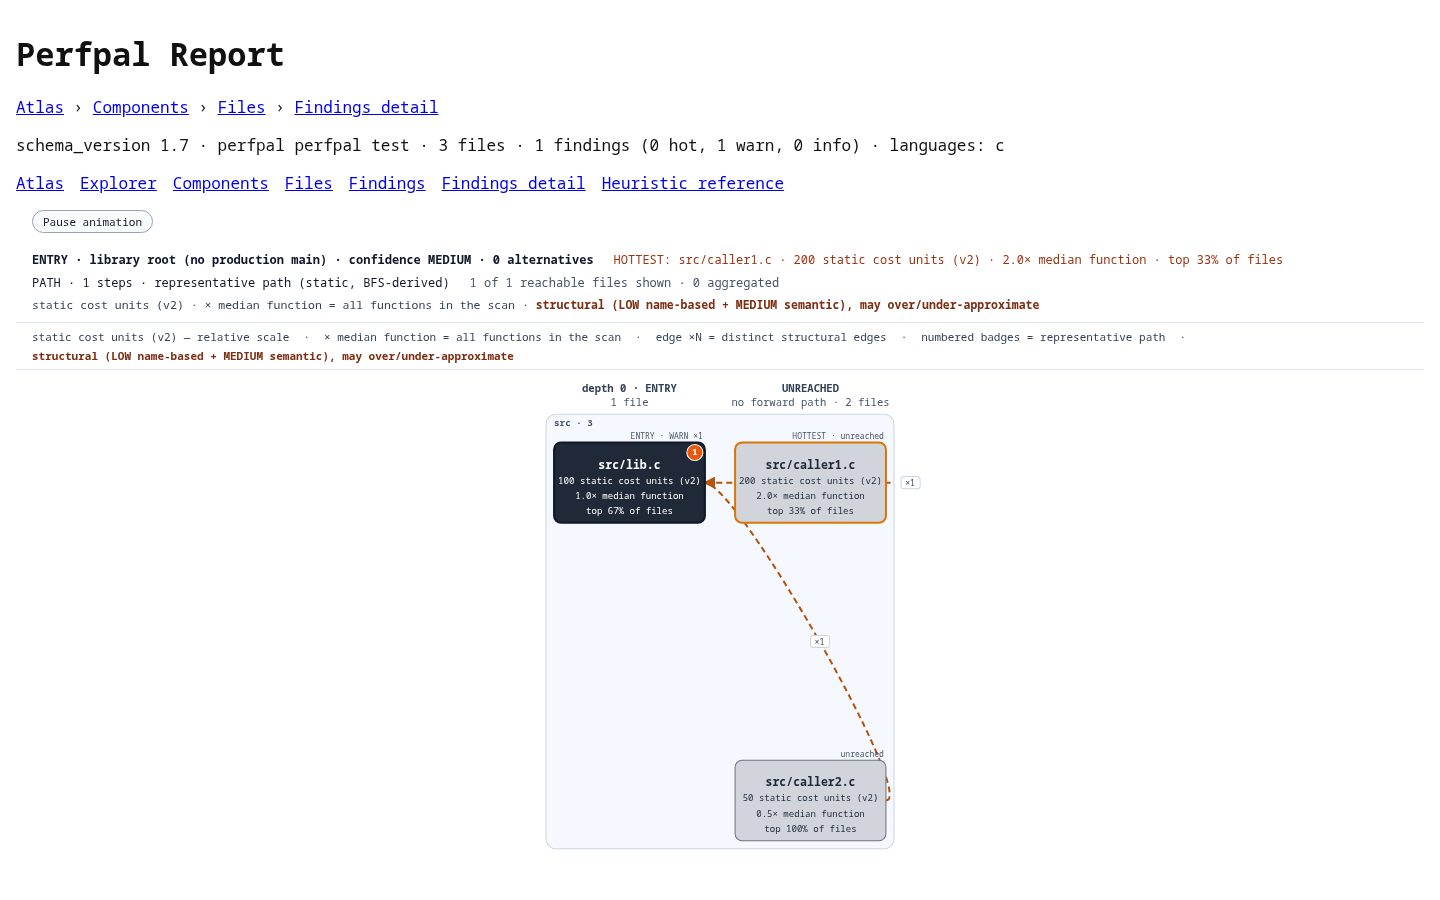 Perfpal Report
Atlas › Components › Files › Findings detail
schema_version 1.7 · perfpal perfpal test · 3 files · 1 findings (0 hot, 1 warn, 0 info) · languages: c
Atlas Explorer Components Files Findings Findings detail Heuristic reference
Pause animation
ENTRY · library root (no production main) · confidence MEDIUM · 0 alternatives HOTTEST: src/caller1.c · 200 static cost units (v2) · 2.0× median function · top 33% of files
PATH · 1 steps · representative path (static, BFS-derived) 1 of 1 reachable files shown · 0 aggregated
static cost units (v2) · × median function = all functions in the scan · structural (LOW name-based + MEDIUM semantic), may over/under-approximate
static cost units (v2) — relative scale · × median function = all functions in the scan · edge ×N = distinct structural edges · numbered badges = representative path ·
structural (LOW name-based + MEDIUM semantic), may over/under-approximate
depth 0 · ENTRY
1 file
UNREACHED
no forward path · 2 files
src · 3
ENTRY · WARN ×1
1
src/lib.c
100 static cost units (v2)
1.0× median function
top 67% of files
HOTTEST · unreached
src/caller1.c
200 static cost units (v2)
2.0× median function
top 33% of files
×1
×1
unreached
src/caller2.c
50 static cost units (v2)
0.5× median function
top 100% of files